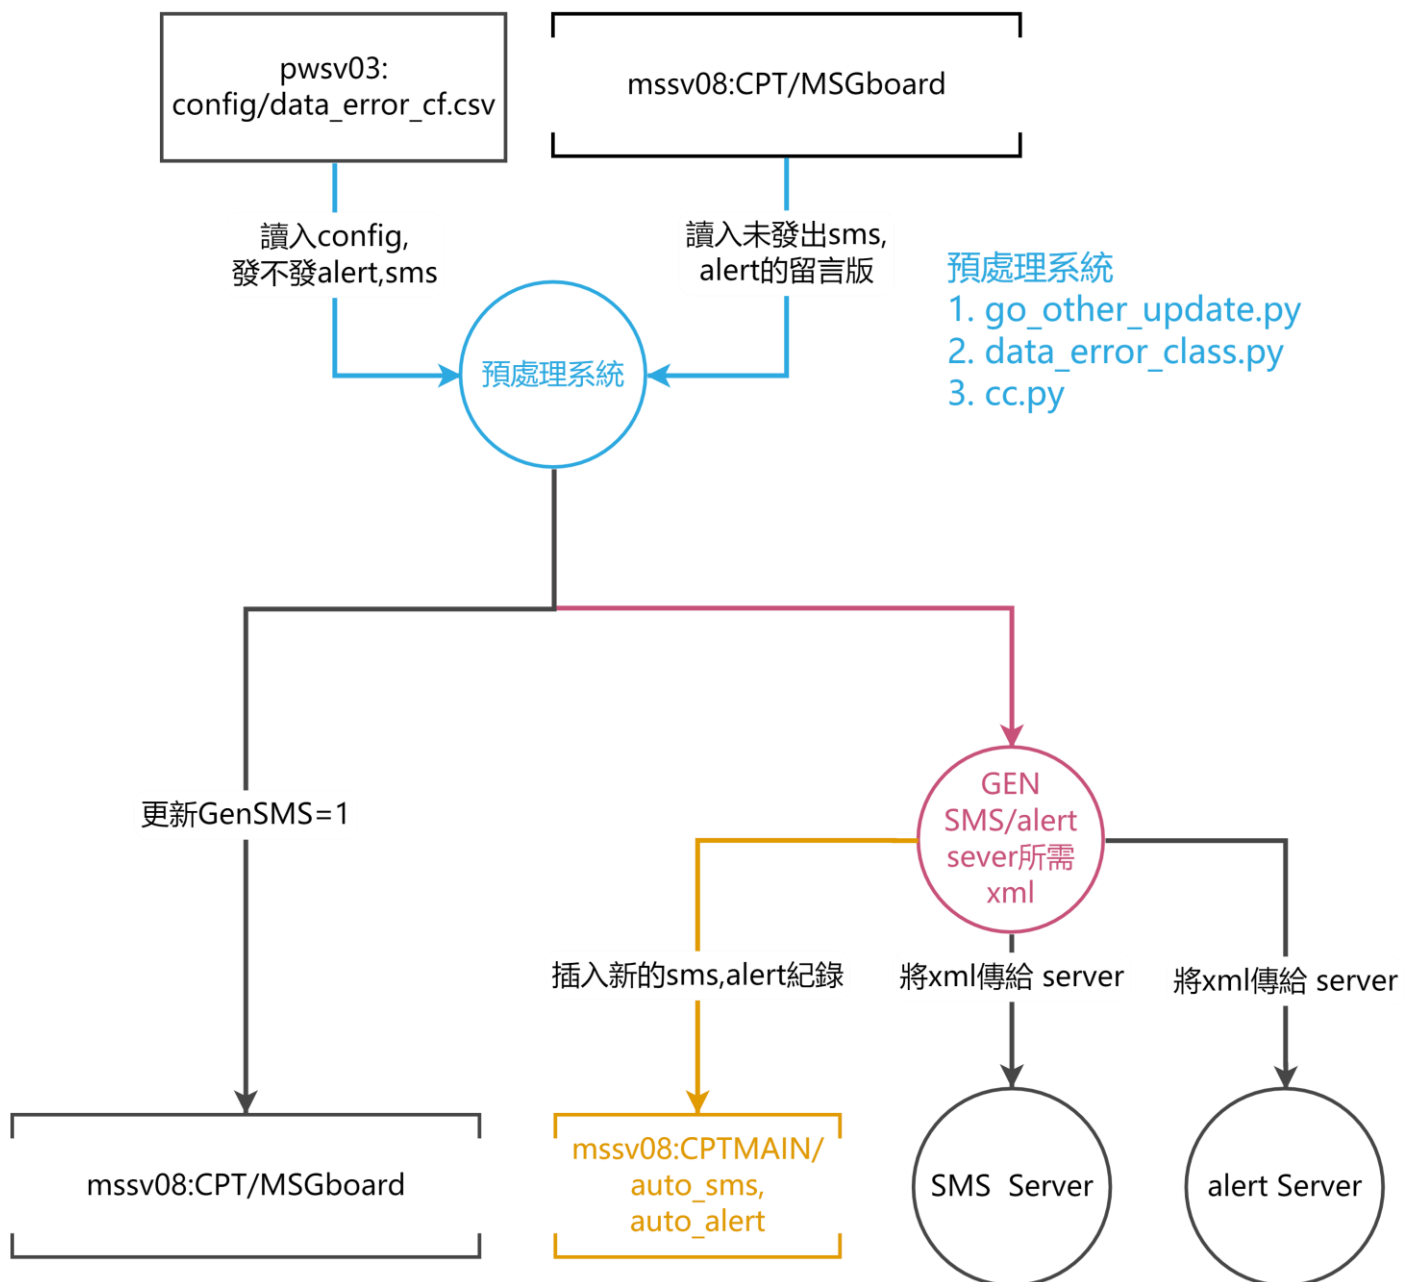 pwsv03:
config/data_error_cf.csv
mssv08:CPT/MSGboard
讀入config,
發不發alert,sms
讀入未發出sms,
alert的留言版
預處理系統
1. go_other_update.py
2. data_error_class.py
3. cc.py
預處理系統
更新GenSMS=1
GEN
SMS/alert
sever所需
xml
插入新的sms,alert紀錄
將xml傳給 server
將xml傳給 server
mssv08:CPT/MSGboard
mssv08:CPTMAIN/
auto_sms,
auto_alert
SMS  Server
alert Server